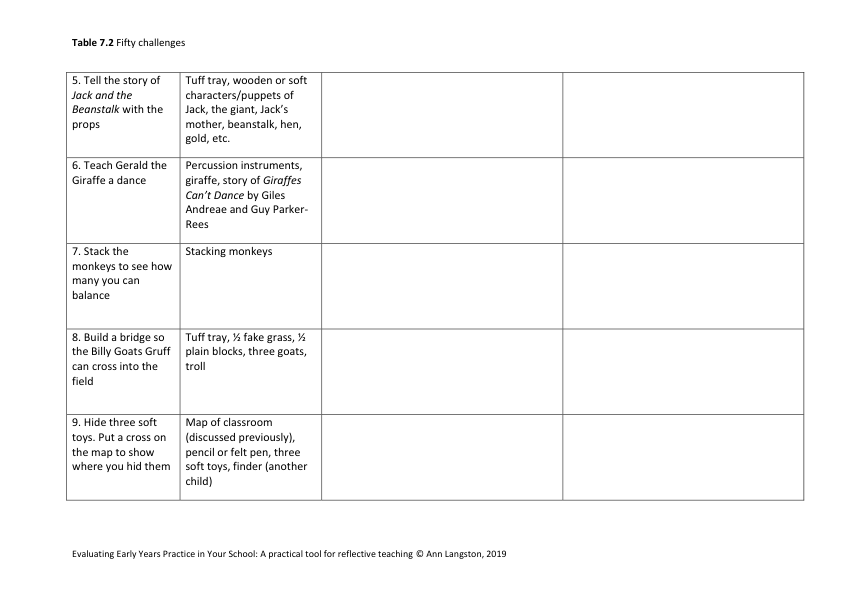 Table 7.2 Fifty challenges
5. Tell the story of
Jack and the
Beanstalk with the
props
Tuff tray, wooden or soft
characters/puppets of
Jack, the giant, Jack’s
mother, beanstalk, hen,
gold, etc.
6. Teach Gerald the
Giraffe a dance
Percussion instruments,
giraffe, story of Giraffes
Can’t Dance by Giles
Andreae and Guy Parker-
Rees
7. Stack the
monkeys to see how
many you can
balance
Stacking monkeys
8. Build a bridge so
the Billy Goats Gruff
can cross into the
field
Tuff tray, ½ fake grass, ½
plain blocks, three goats,
troll
9. Hide three soft
toys. Put a cross on
the map to show
where you hid them
Map of classroom
(discussed previously),
pencil or felt pen, three
soft toys, finder (another
child)
Evaluating Early Years Practice in Your School: A practical tool for reflective teaching © Ann Langston, 2019